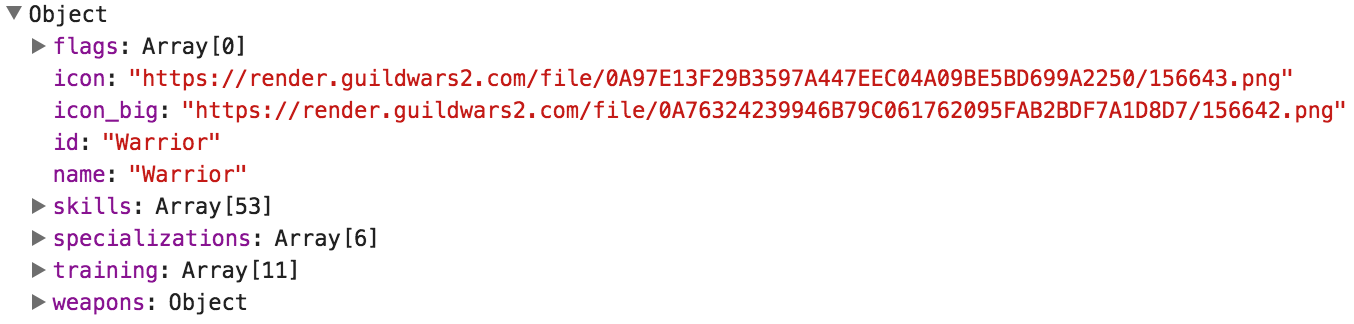 ▼ Object
▶ flags: Array[0]
icon: "https://render.guildwars2.com/file/0A97E13F29B3597A447EEC04A09BE5BD699A2250/156643.png"
icon_big: "https://render.guildwars2.com/file/0A76324239946B79C061762095FAB2BDF7A1D8D7/156642.png"
id: "Warrior"
name: "Warrior"
▶ skills: Array[53]
▶ specializations: Array[6]
▶ training: Array[11]
▶ weapons: Object